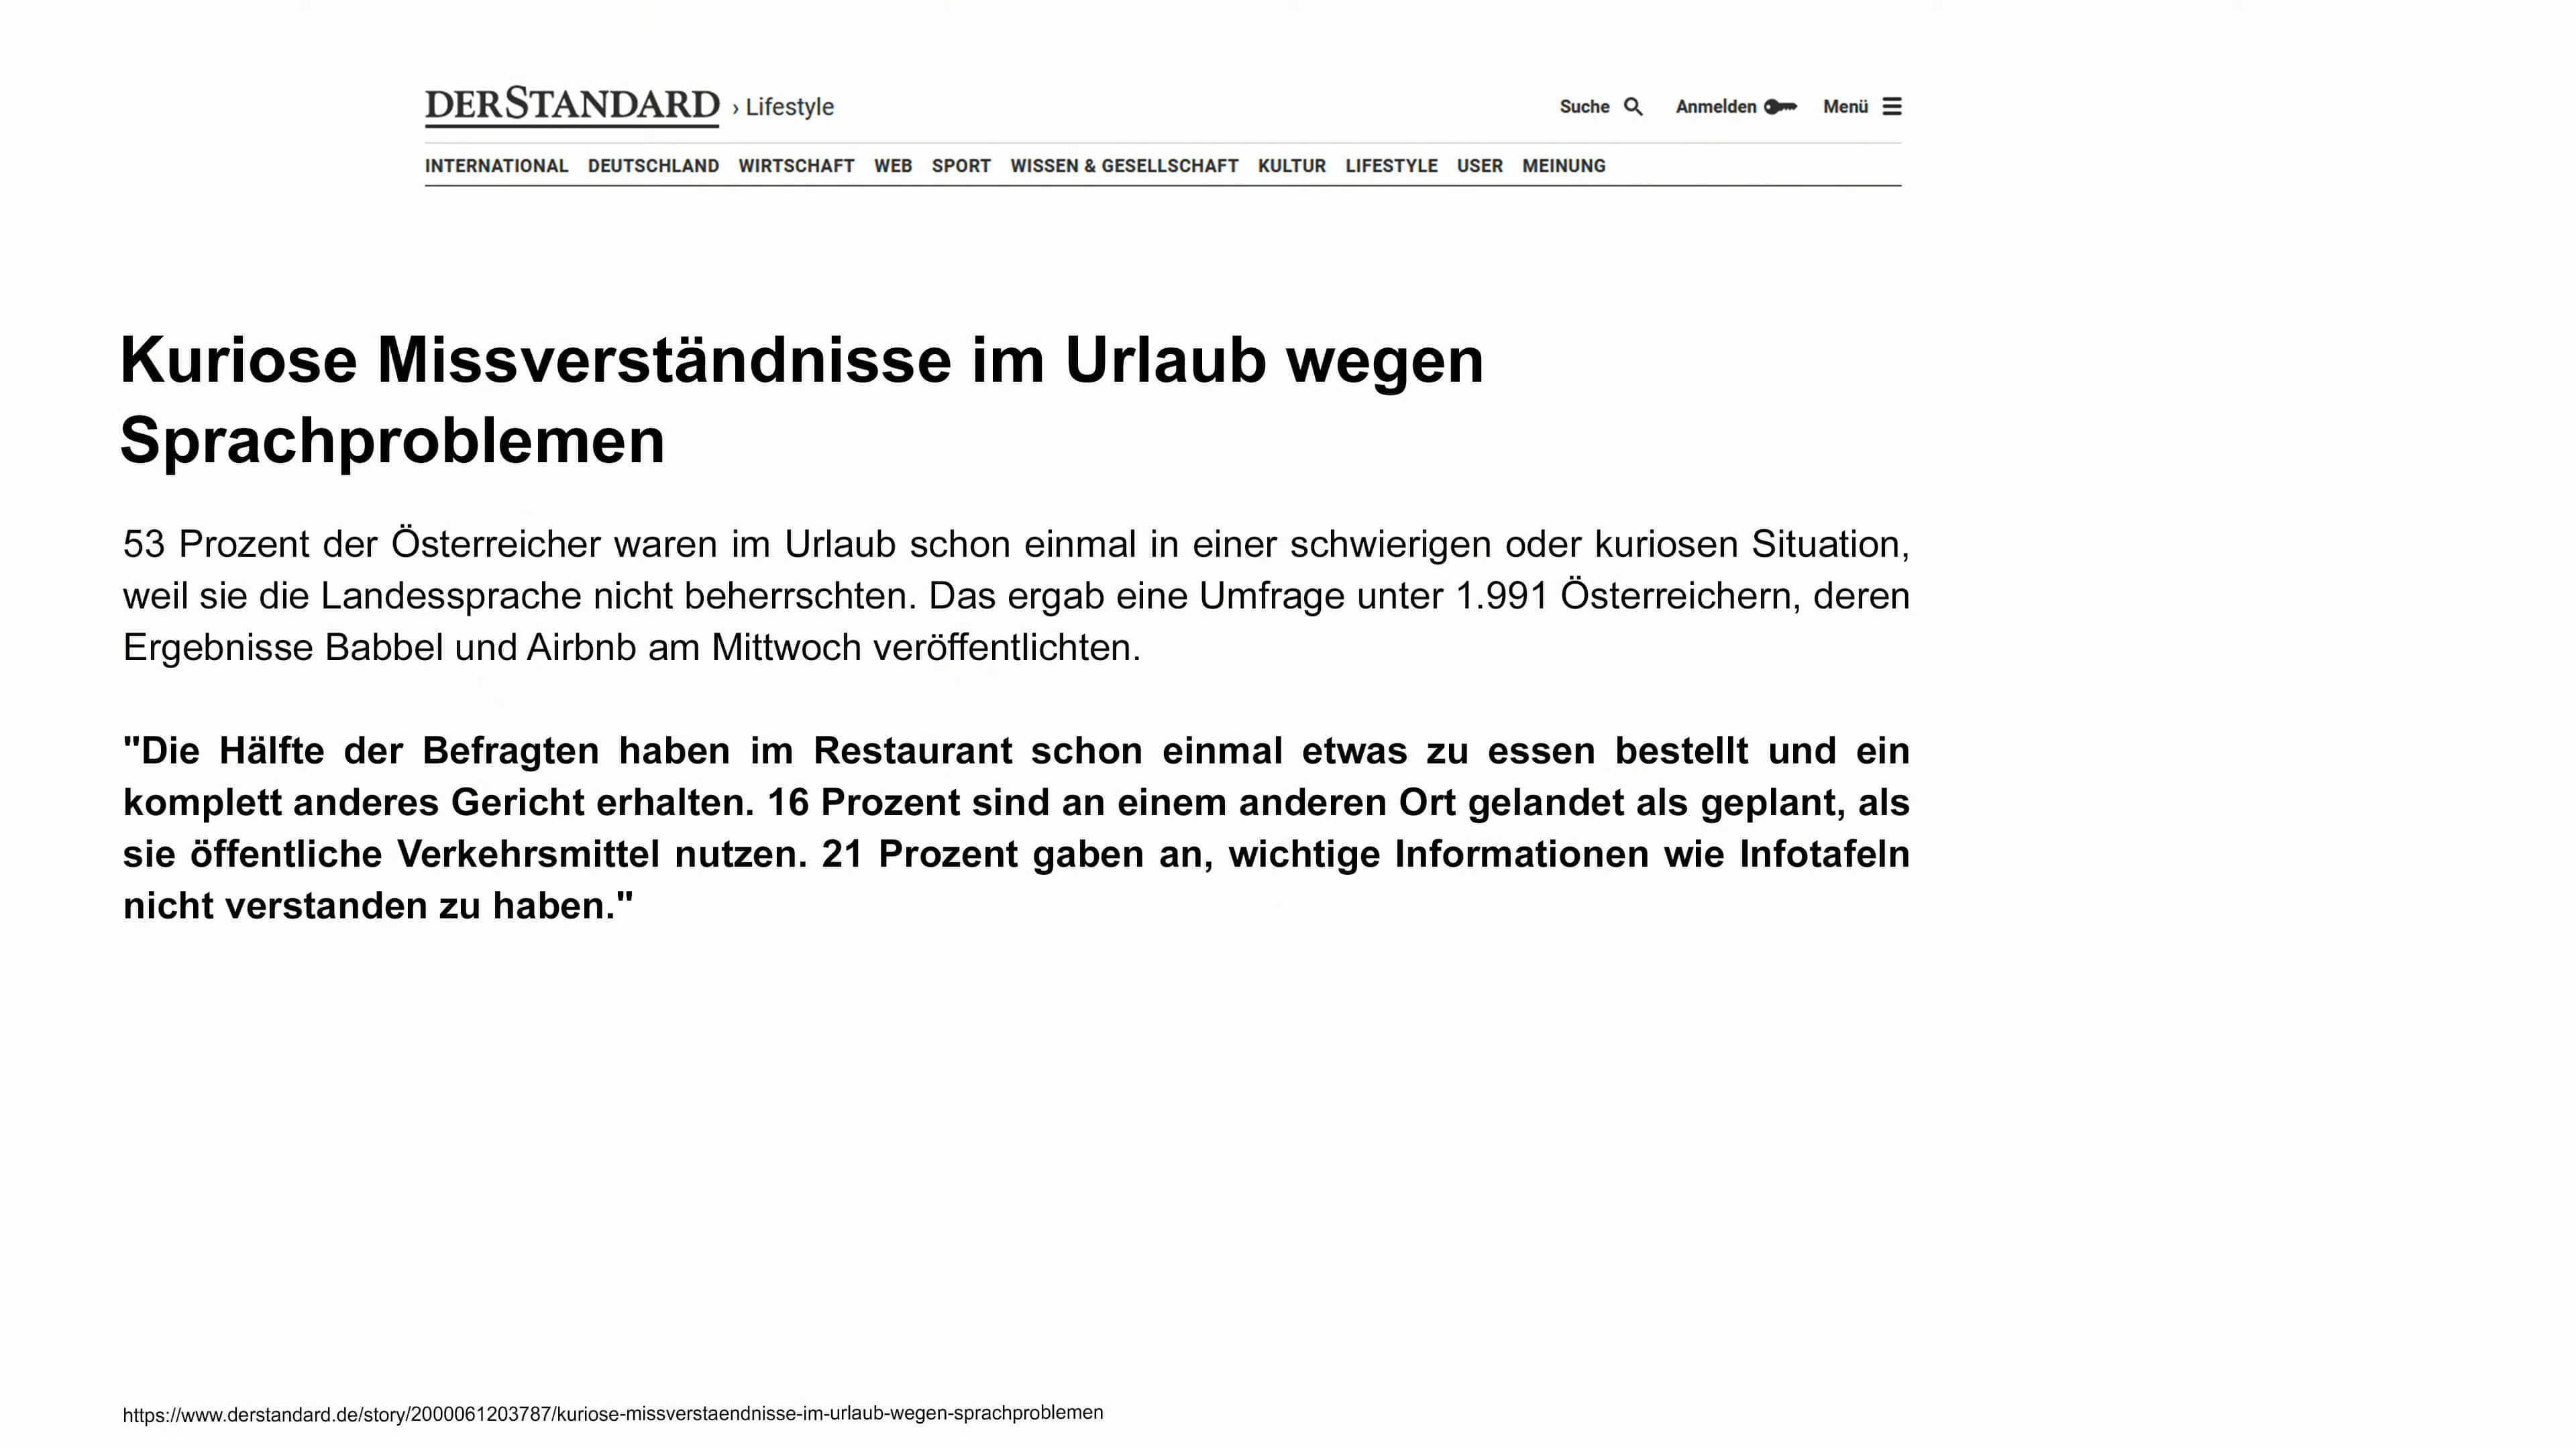 DERSTANDARD › Lifestyle
Suche Anmelden Menü
INTERNATIONAL DEUTSCHLAND WIRTSCHAFT WEB SPORT WISSEN & GESELLSCHAFT KULTUR LIFESTYLE USER MEINUNG
Kuriose Missverständnisse im Urlaub wegen
Sprachproblemen
53 Prozent der Österreicher waren im Urlaub schon einmal in einer schwierigen oder kuriosen Situation,
weil sie die Landessprache nicht beherrschten. Das ergab eine Umfrage unter 1.991 Österreichern, deren
Ergebnisse Babbel und Airbnb am Mittwoch veröffentlichten.
"Die Hälfte der Befragten haben im Restaurant schon einmal etwas zu essen bestellt und ein
komplett anderes Gericht erhalten. 16 Prozent sind an einem anderen Ort gelandet als geplant, als
sie öffentliche Verkehrsmittel nutzen. 21 Prozent gaben an, wichtige Informationen wie Infotafeln
nicht verstanden zu haben."
https://www.derstandard.de/story/2000061203787/kuriose-missverstaendnisse-im-urlaub-wegen-sprachproblemen